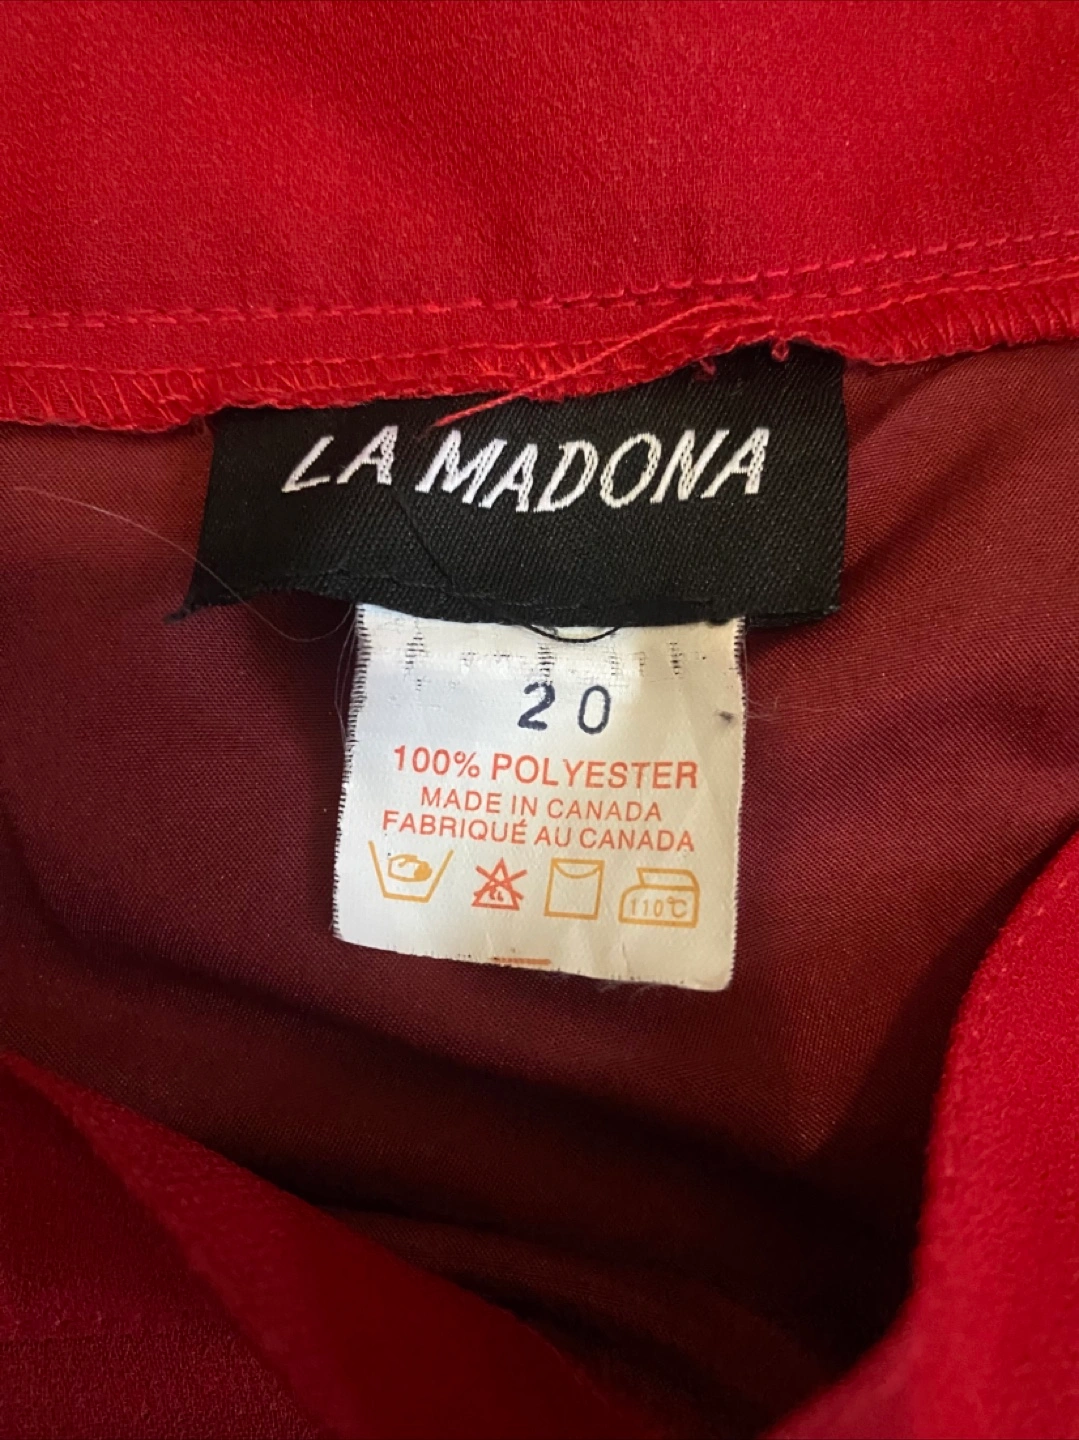 LA MADONA
20
100% POLYESTER
MADE IN CANADA
FABRIQUÉ AU CANADA
110°C